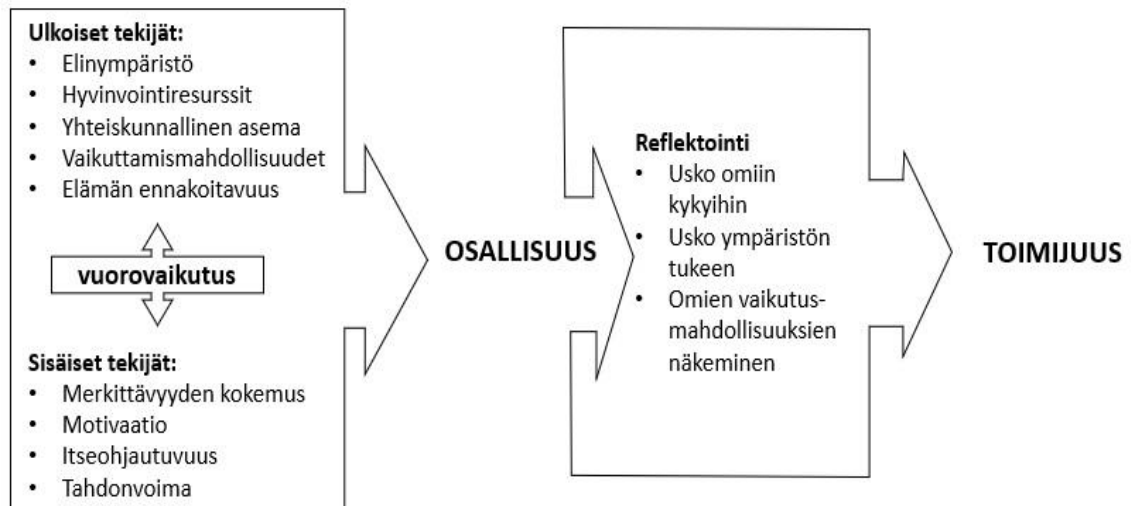 Ulkoiset tekijät:
• Elinympäristö
• Hyvinvointiresurssit
• Yhteiskunnallinen asema
• Vaikuttamismahdollisuudet
• Elämän ennakoitavuus
vuorovaikutus
Sisäiset tekijät:
• Merkittävyyden kokemus
• Motivaatio
• Itseohjautuvuus
• Tahdonvoima
OSALLISUUS
Reflektointi
• Usko omiin
kykyihin
• Usko ympäristön
tukeen
• Omien vaikutus-
mahdollisuuksien
näkeminen
TOIMIJUUS